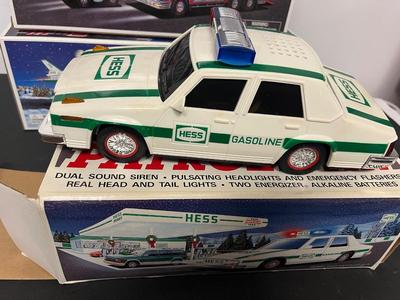 HESS
HESS
GASOLINE
DUAL SOUND SIREN • PULSATING HEADLIGHTS AND EMERGENCY FLASHERS
REAL HEAD AND TAIL LIGHTS • TWO ENERGIZER ALKALINE BATTERIES
HESS
HESS